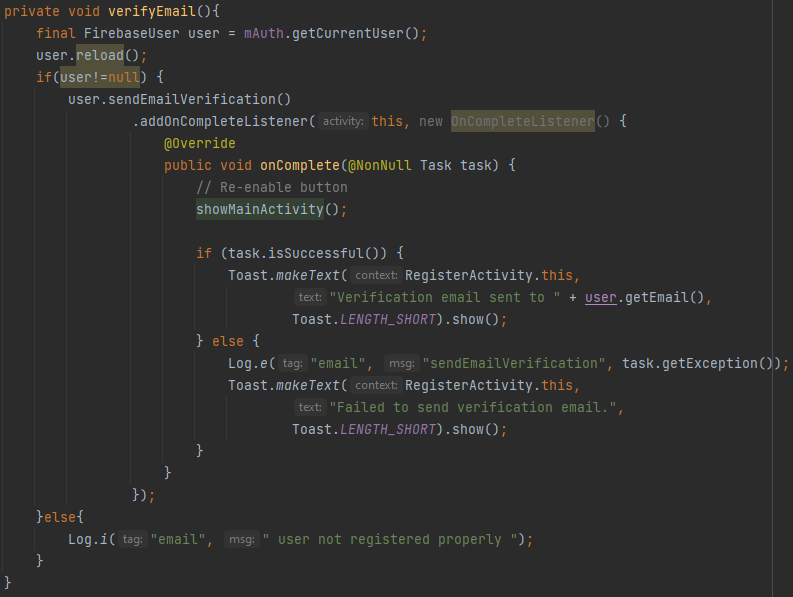 private void verifyEmail(){
    final FirebaseUser user = mAuth.getCurrentUser();
    user.reload();
    if(user!=null) {
        user.sendEmailVerification()
                .addOnCompleteListener( activity: this, new OnCompleteListener() {
                    @Override
                    public void onComplete(@NonNull Task task) {
                        // Re-enable button
                        showMainActivity();

                        if (task.isSuccessful()) {
                            Toast.makeText( context: RegisterActivity.this,
                                    text: "Verification email sent to " + user.getEmail(),
                                    Toast.LENGTH_SHORT).show();
                        } else {
                            Log.e( tag: "email", msg: "sendEmailVerification", task.getException());
                            Toast.makeText( context: RegisterActivity.this,
                                    text: "Failed to send verification email.",
                                    Toast.LENGTH_SHORT).show();
                        }
                    }
                });
    }else{
        Log.i( tag: "email", msg: " user not registered properly ");
    }
}